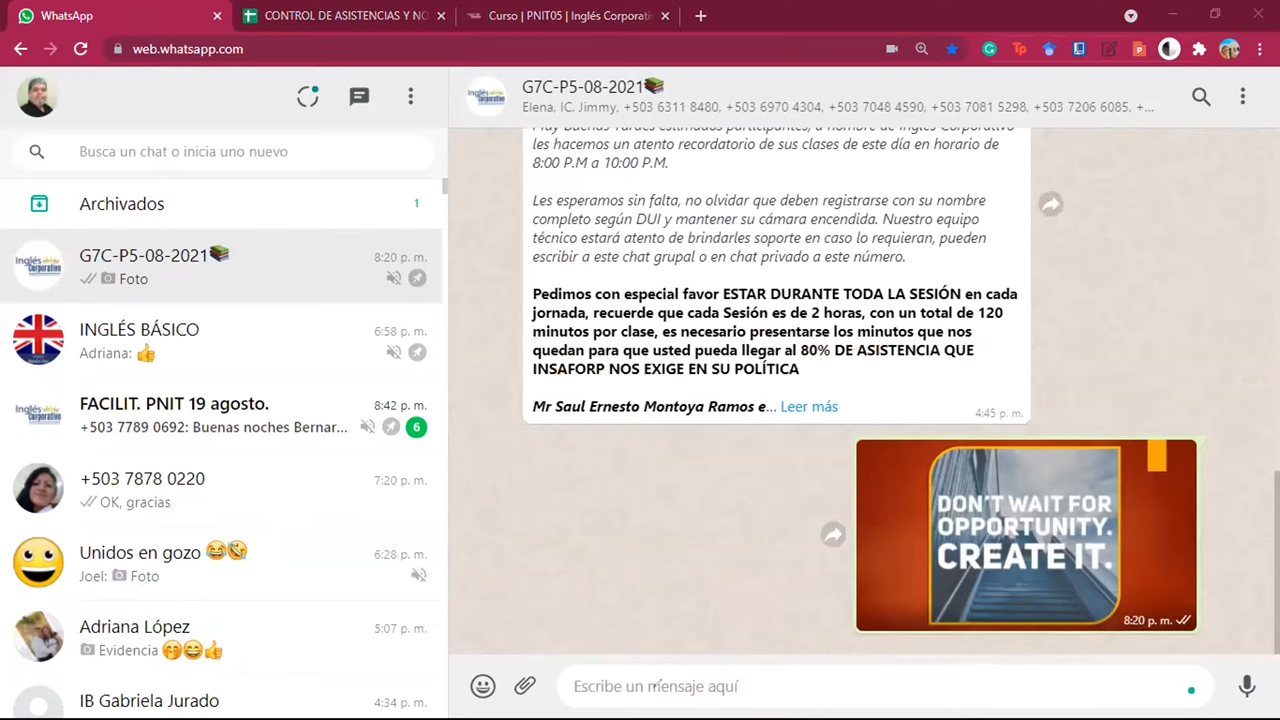 WhatsApp
CONTROL DE ASISTENCIAS Y NO
Curso | PNIT05 | Inglés Corporati
web.whatsapp.com
Busca un chat o inicia uno nuevo
Archivados
1
G7C-P5-08-2021📚
8:20 p. m.
Foto
INGLÉS BÁSICO
6:58 p. m.
Adriana: 👍
FACILIT. PNIT 19 agosto.
8:42 p. m.
+503 7789 0692: Buenas noches Bernar...
6
+503 7878 0220
7:20 p. m.
OK, gracias
Unidos en gozo 😂🤣
6:28 p. m.
Joel: Foto
Adriana López
5:07 p. m.
Evidencia 🤭😄👍
IB Gabriela Jurado
4:34 p. m.
G7C-P5-08-2021📚
Elena, IC, Jimmy, +503 6311 8480, +503 6970 4304, +503 7048 4590, +503 7081 5298, +503 7206 6085, +...
Muy Buenas Tardes estimados participantes, a nombre de Inglés Corporativo
les hacemos un atento recordatorio de sus clases de este día en horario de
8:00 P.M a 10:00 P.M.
Les esperamos sin falta, no olvidar que deben registrarse con su nombre
completo según DUI y mantener su cámara encendida. Nuestro equipo
técnico estará atento de brindarles soporte en caso lo requieran, pueden
escribir a este chat grupal o en chat privado a este número.
Pedimos con especial favor ESTAR DURANTE TODA LA SESIÓN en cada
jornada, recuerde que cada Sesión es de 2 horas, con un total de 120
minutos por clase, es necesario presentarse los minutos que nos
quedan para que usted pueda llegar al 80% DE ASISTENCIA QUE
INSAFORP NOS EXIGE EN SU POLÍTICA
Mr Saul Ernesto Montoya Ramos e... Leer más
4:45 p. m.
DON'T WAIT FOR
OPPORTUNITY.
CREATE IT.
8:20 p. m.
Escribe un mensaje aquí